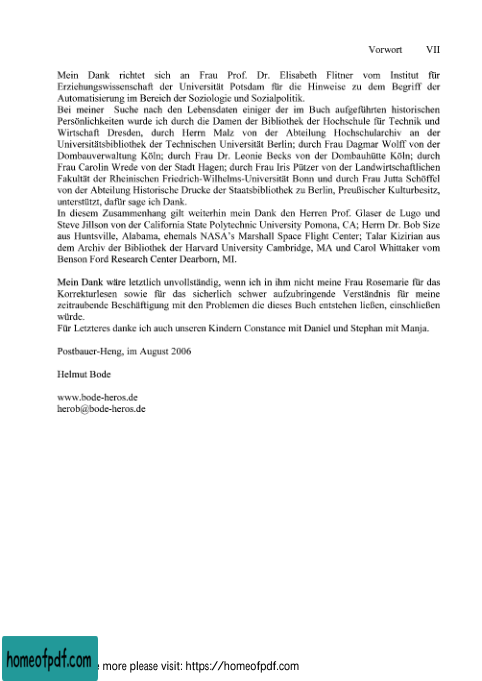 Vorwort VII
Mein Dank richtet sich an Frau Prof. Dr. Elisabeth Flitner vom Institut für
Erziehungswissenschaft der Universität Potsdam für die Hinweise zu dem Begriff der
Automatisierung im Bereich der Soziologie und Sozialpolitik.
Bei meiner Suche nach den Lebensdaten einiger der im Buch aufgeführten historischen
Persönlichkeiten wurde ich durch die Damen der Bibliothek der Hochschule für Technik und
Wirtschaft Dresden, durch Herrn Malz von der Abteilung Hochschularchiv an der
Universitätsbibliothek der Technischen Universität Berlin; durch Frau Dagmar Wolff von der
Dombauverwaltung Köln; durch Frau Dr. Leonie Becks von der Dombauhütte Köln; durch
Frau Carolin Wrede von der Stadt Hagen; durch Frau Iris Pützer von der Landwirtschaftlichen
Fakultät der Rheinischen Friedrich-Wilhelms-Universität Bonn und durch Frau Jutta Schöffel
von der Abteilung Historische Drucke der Staatsbibliothek zu Berlin, Preußischer Kulturbesitz,
unterstützt, dafür sage ich Dank.
In diesem Zusammenhang gilt weiterhin mein Dank den Herren Prof. Glaser de Lugo und
Steve Jillson von der California State Polytechnic University Pomona, CA; Herrn Dr. Bob Size
aus Huntsville, Alabama, ehemals NASA's Marshall Space Flight Center; Talar Kizirian aus
dem Archiv der Bibliothek der Harvard University Cambridge, MA und Carol Whittaker vom
Benson Ford Research Center Dearborn, MI.
Mein Dank wäre letztlich unvollständig, wenn ich in ihm nicht meine Frau Rosemarie für das
Korrekturlesen sowie für das sicherlich schwer aufzubringende Verständnis für meine
zeitraubende Beschäftigung mit den Problemen die dieses Buch entstehen ließen, einschließen
würde.
Für Letzteres danke ich auch unseren Kindern Constance mit Daniel und Stephan mit Manja.
Postbauer-Heng, im August 2006
Helmut Bode
www.bode-heros.de
herob@bode-heros.de
homeofpdf.com more please visit: https://homeofpdf.com